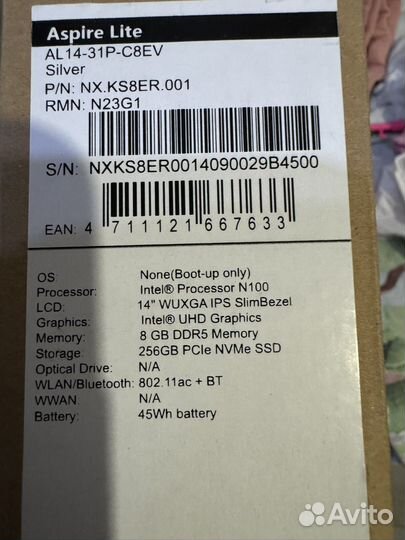 Aspire Lite
AL14-31P-C8EV
Silver
P/N: NX.KS8ER.001
RMN: N23G1
S/N: NXKS8ER0014090029B4500
EAN: 4 711121 667633
OS: None(Boot-up only)
Processor: Intel® Processor N100
LCD: 14" WUXGA IPS SlimBezel
Graphics: Intel® UHD Graphics
Memory: 8 GB DDR5 Memory
Storage: 256GB PCIe NVMe SSD
Optical Drive: N/A
WLAN/Bluetooth: 802.11ac + BT
WWAN: N/A
Battery: 45Wh battery
Avito